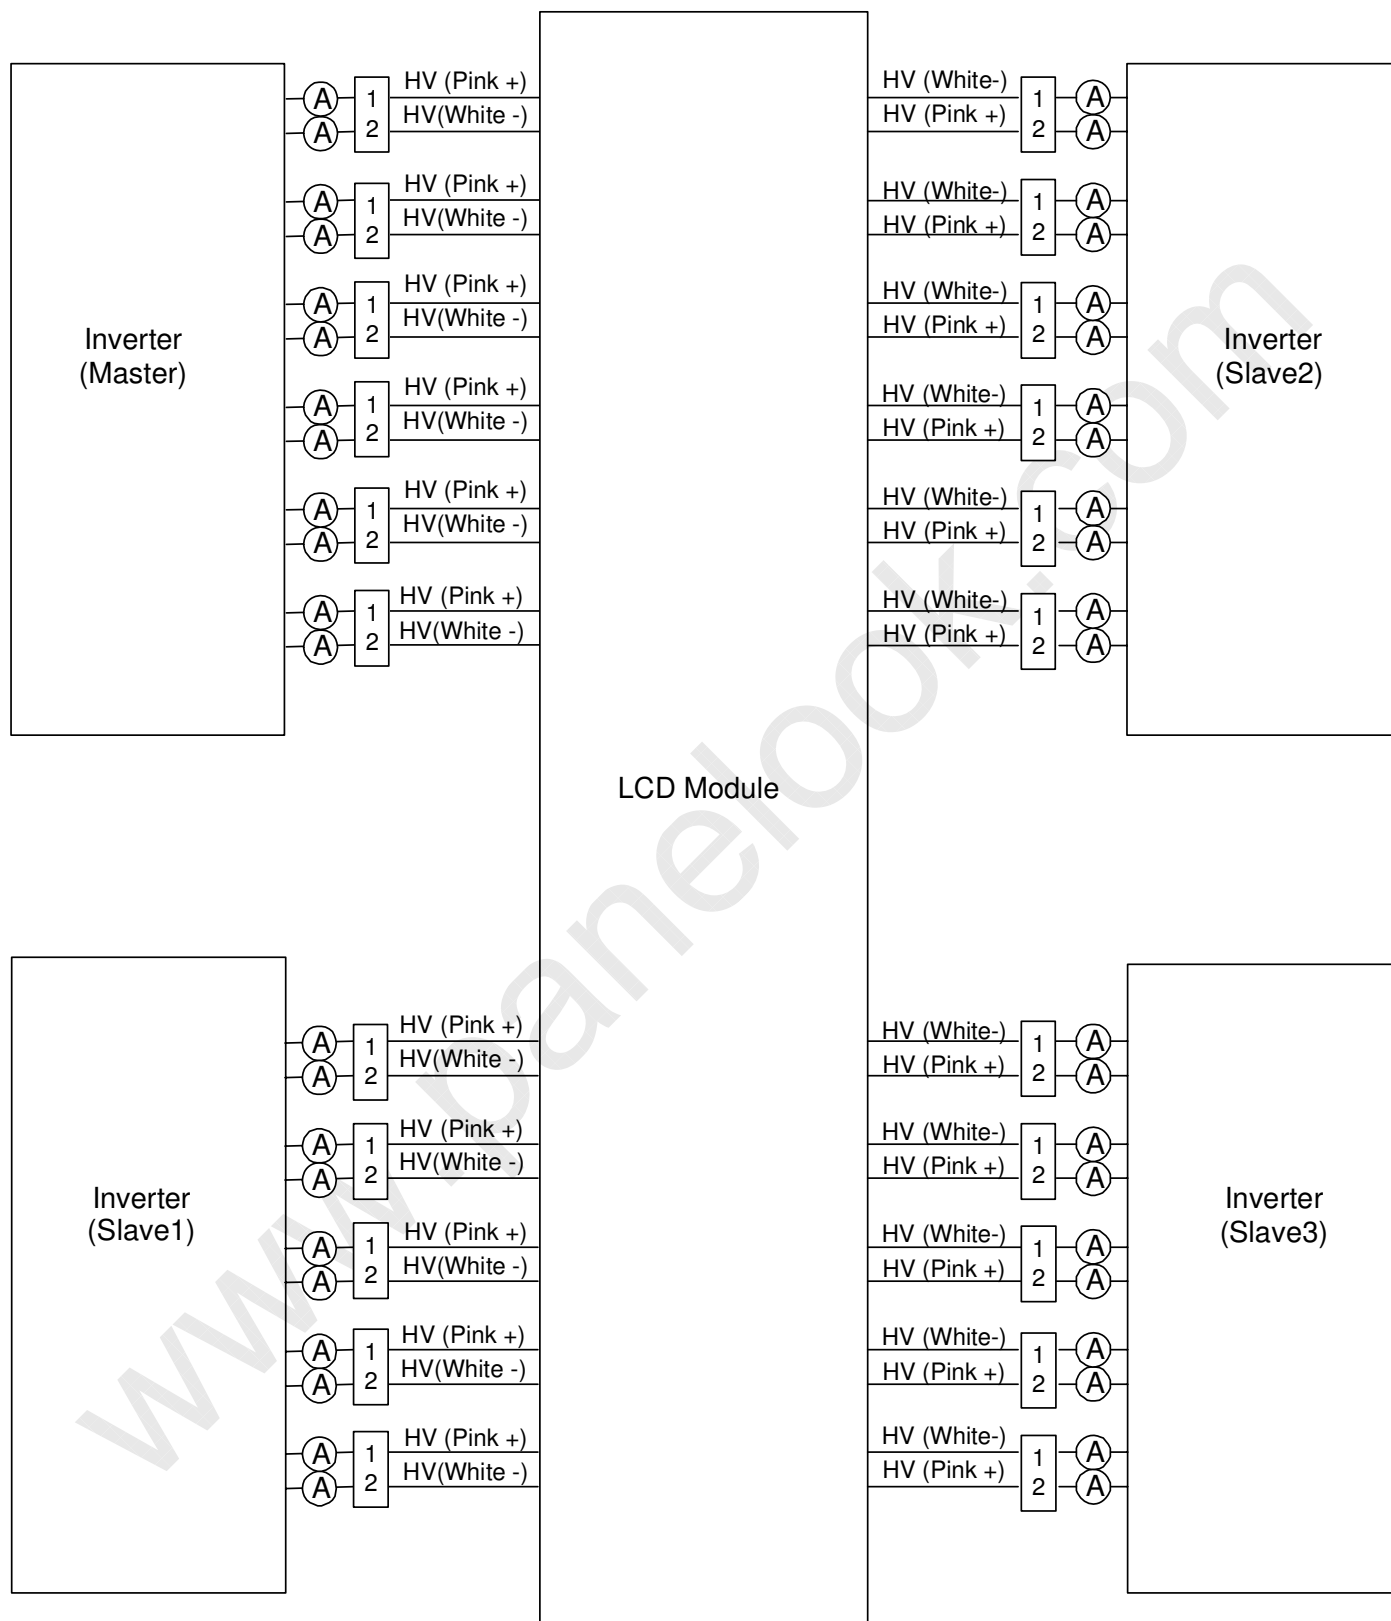 Inverter
(Master)
A 1 HV (Pink +)
A 2 HV(White -)
A 1 HV (Pink +)
A 2 HV(White -)
A 1 HV (Pink +)
A 2 HV(White -)
A 1 HV (Pink +)
A 2 HV(White -)
A 1 HV (Pink +)
A 2 HV(White -)
A 1 HV (Pink +)
A 2 HV(White -)
LCD Module
HV (White-) 1 A
HV (Pink +) 2 A
HV (White-) 1 A
HV (Pink +) 2 A
HV (White-) 1 A
HV (Pink +) 2 A
HV (White-) 1 A
HV (Pink +) 2 A
HV (White-) 1 A
HV (Pink +) 2 A
HV (White-) 1 A
HV (Pink +) 2 A
Inverter
(Slave2)
Inverter
(Slave1)
A 1 HV (Pink +)
A 2 HV(White -)
A 1 HV (Pink +)
A 2 HV(White -)
A 1 HV (Pink +)
A 2 HV(White -)
A 1 HV (Pink +)
A 2 HV(White -)
A 1 HV (Pink +)
A 2 HV(White -)
HV (White-) 1 A
HV (Pink +) 2 A
HV (White-) 1 A
HV (Pink +) 2 A
HV (White-) 1 A
HV (Pink +) 2 A
HV (White-) 1 A
HV (Pink +) 2 A
HV (White-) 1 A
HV (Pink +) 2 A
Inverter
(Slave3)
www.panelook.com